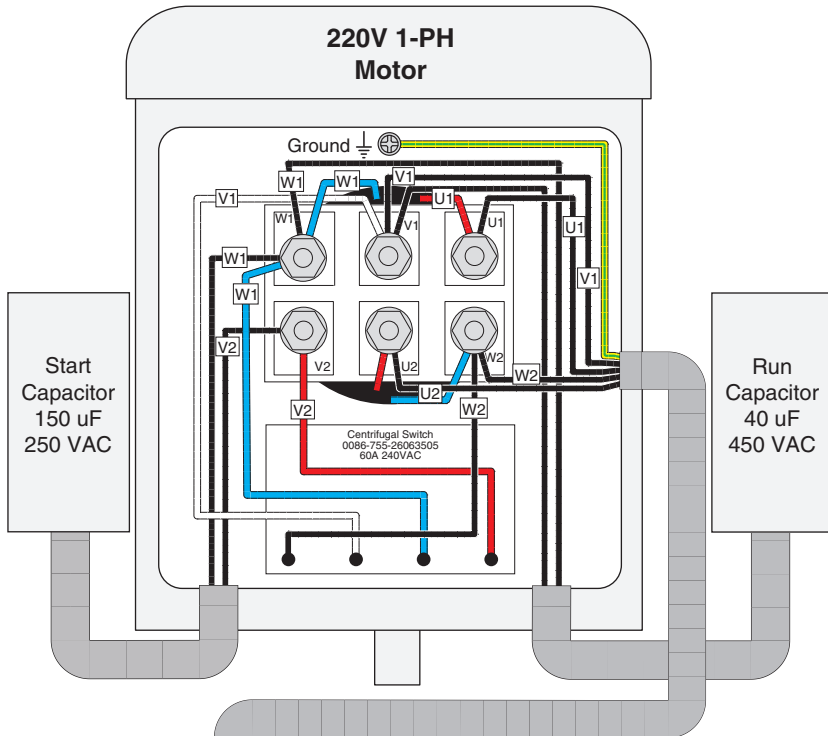 220V 1-PH
Motor
Ground
W1
W1
V1
V1
U1
W1
V1
U1
U1
V1
W1
W1
V2
V2
U2
W2
W2
U2
V2
W2
Start
Capacitor
150 uF
250 VAC
Run
Capacitor
40 uF
450 VAC
Centrifugal Switch
0086-755-26063505
60A 240VAC